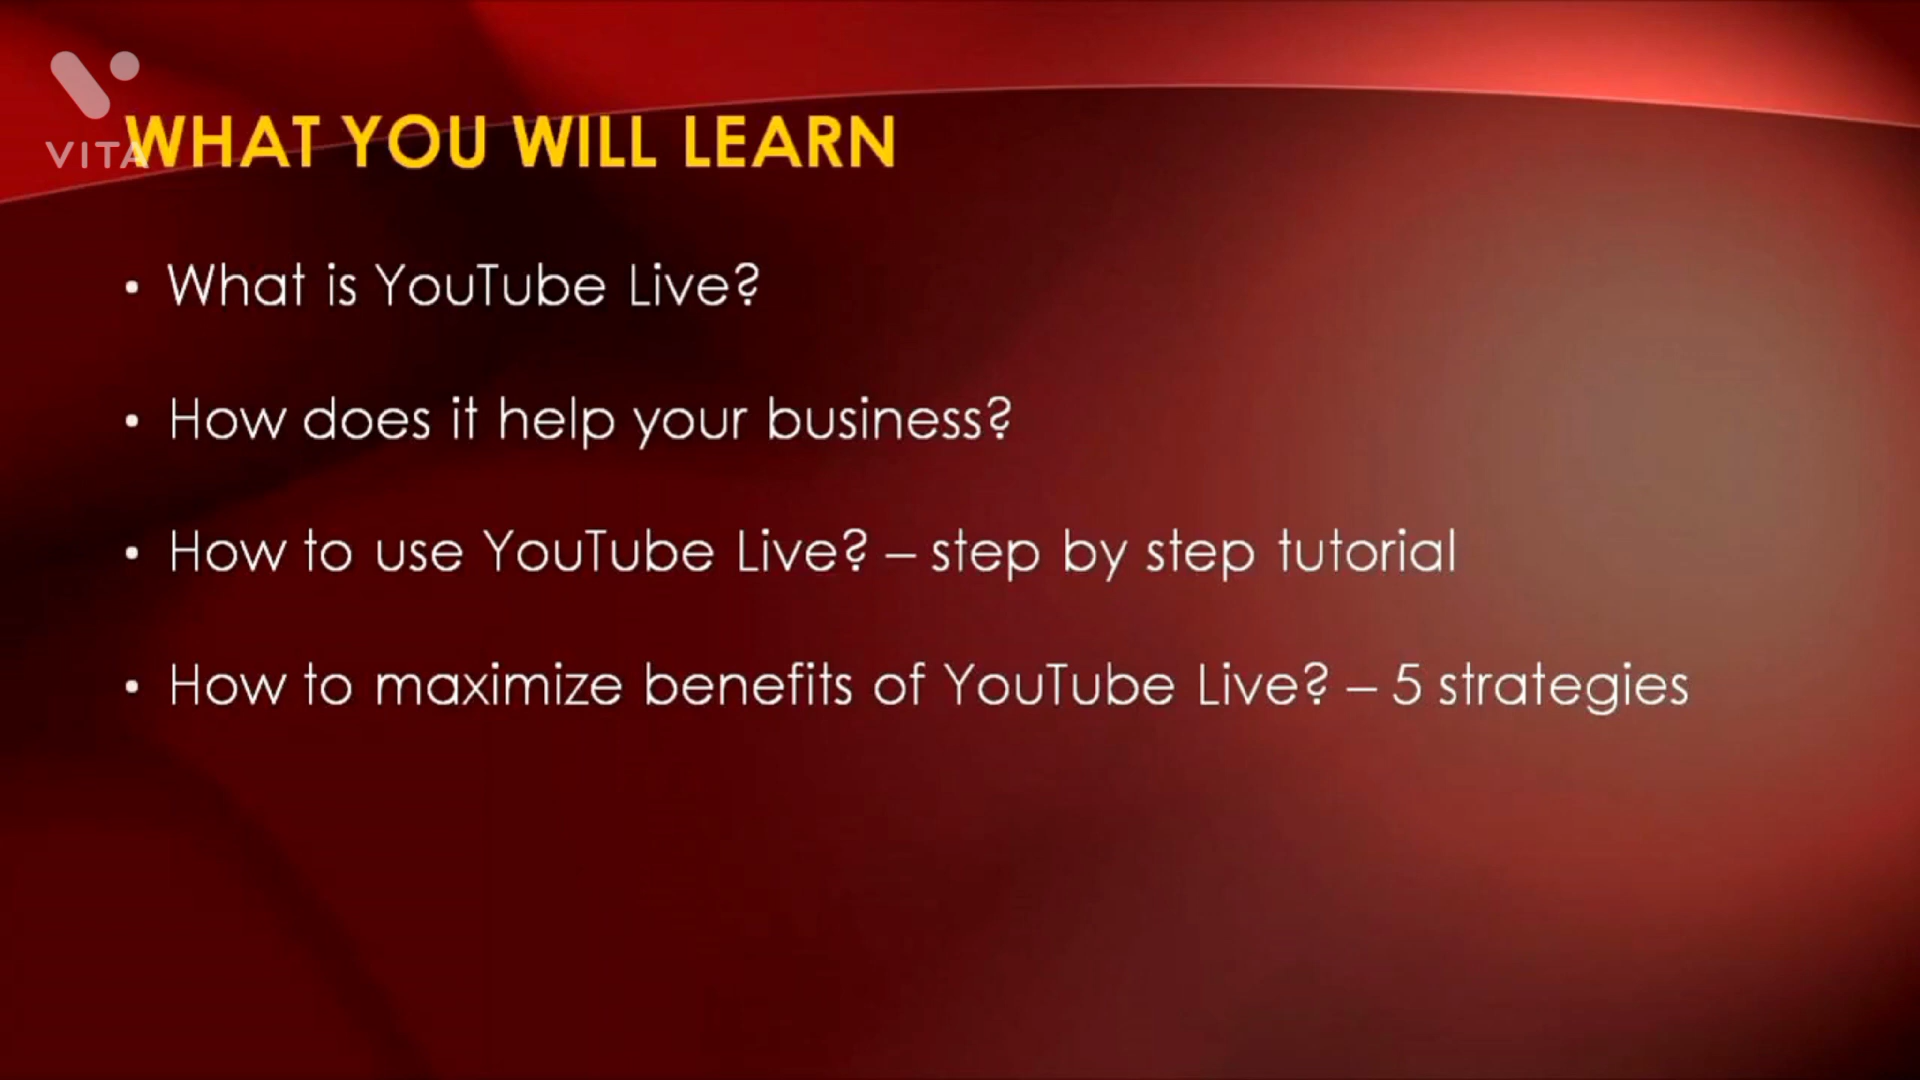 VITA
WHAT YOU WILL LEARN
• What is YouTube Live?
• How does it help your business?
• How to use YouTube Live? – step by step tutorial
• How to maximize benefits of YouTube Live? – 5 strategies